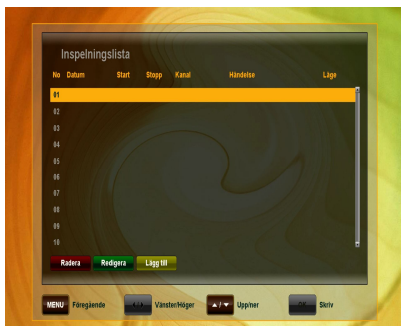 Inspelningslista
No Datum Start Stopp Kanal Händelse Läge
01
02
03
04
05
06
07
08
09
10
Radera Redigera Lägg till
MENU Föregående Vänster/Höger ▲/▼ Upp/ner Skriv